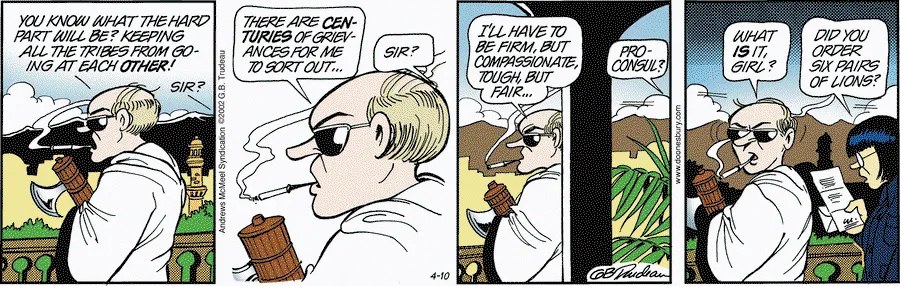 YOU KNOW WHAT THE HARD
PART WILL BE? KEEPING
ALL THE TRIBES FROM GO-
ING AT EACH OTHER!
SIR?
Andrews McMeel Syndication ©2002 G.B. Trudeau
THERE ARE CEN-
TURIES OF GRIEV-
ANCES FOR ME
TO SORT OUT...
SIR?
4-10
I'LL HAVE TO
BE FIRM, BUT
COMPASSIONATE,
TOUGH, BUT
FAIR...
PRO-
CONSUL?
GB Trudeau
www.doonesbury.com
WHAT
IS IT,
GIRL?
DID YOU
ORDER
SIX PAIRS
OF LIONS?